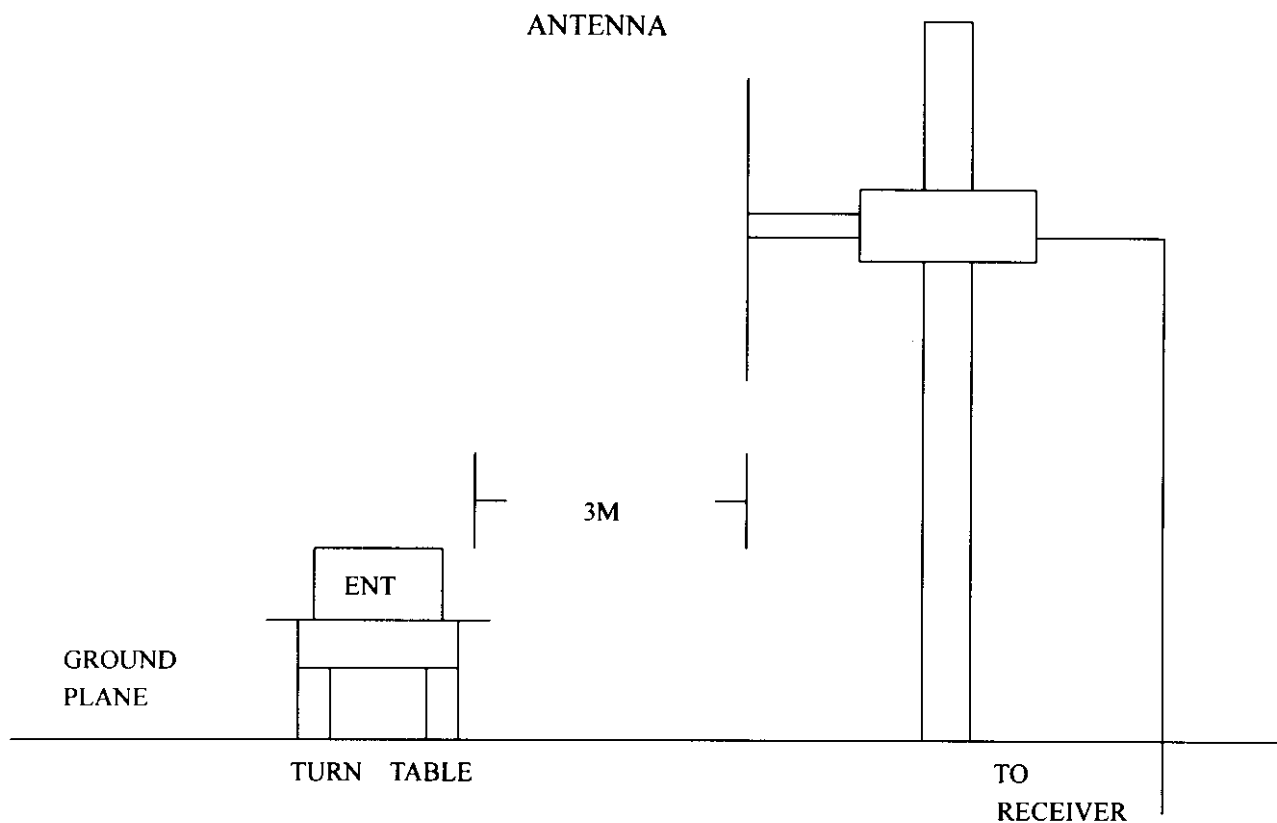 ANTENNA
3M
ENT
GROUND
PLANE
TURN TABLE
TO
RECEIVER